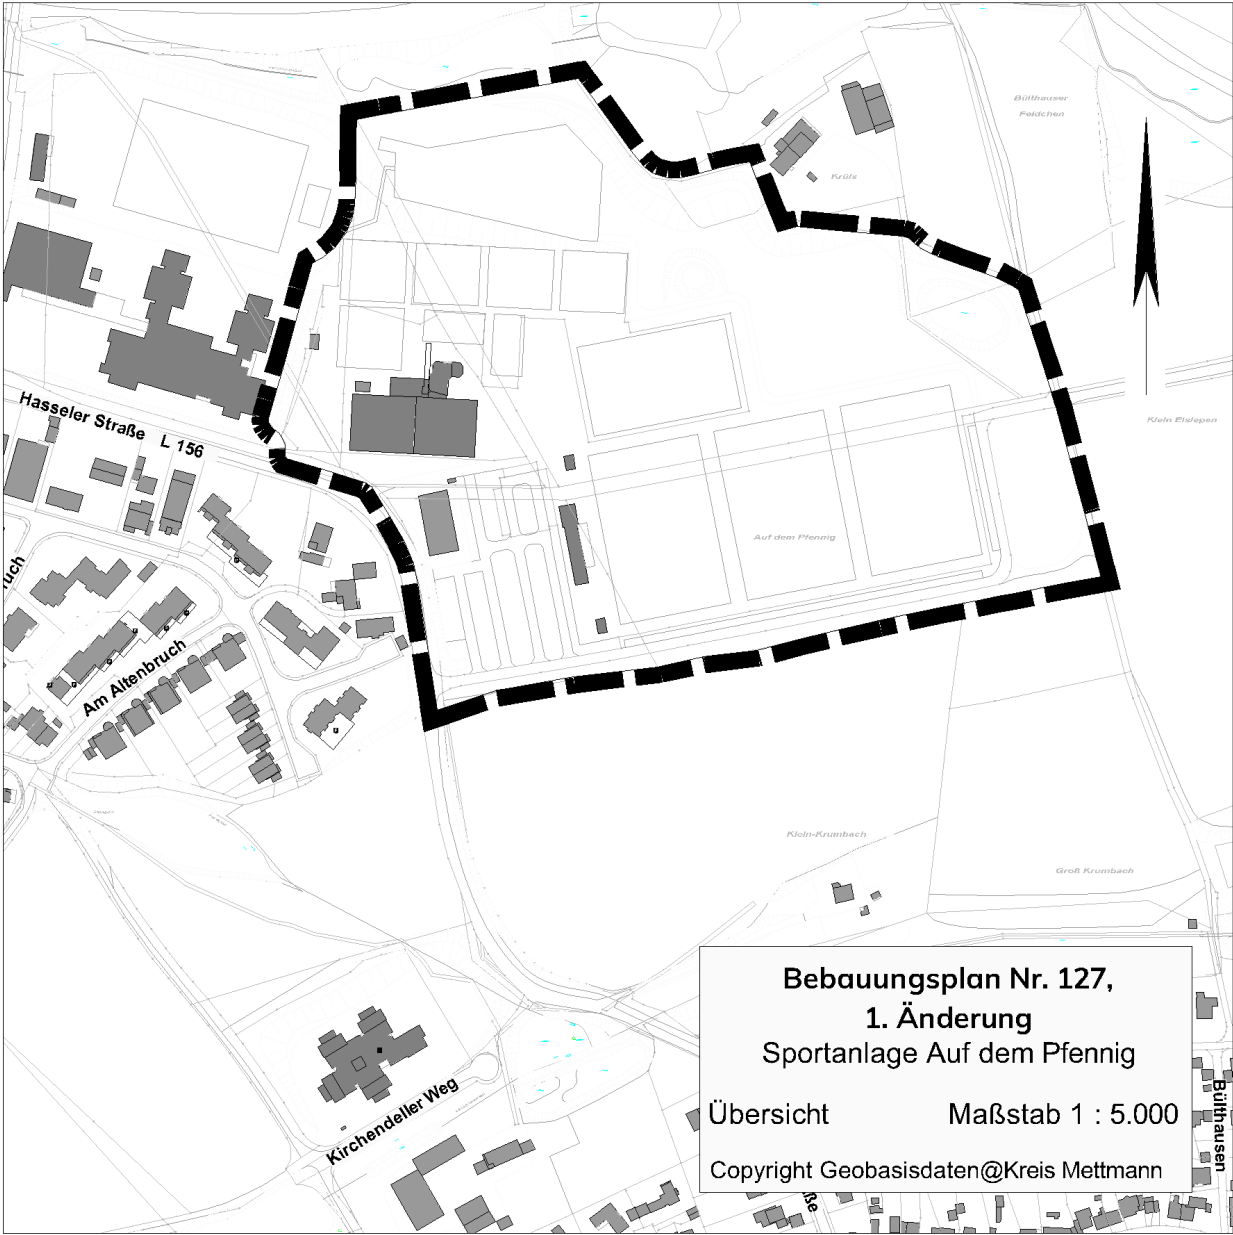 Bülthauser
Feldchen
Krüls
Hasseler Straße L 156
Klein Eislepen
Auf dem Pfennig
Am Altenbruch
Klein-Krumbach
Groß Krumbach
Bebauungsplan Nr. 127,
1. Änderung
Sportanlage Auf dem Pfennig
Übersicht Maßstab 1 : 5.000
Copyright Geobasisdaten@Kreis Mettmann
Kirchendeller Weg
Bülthausen